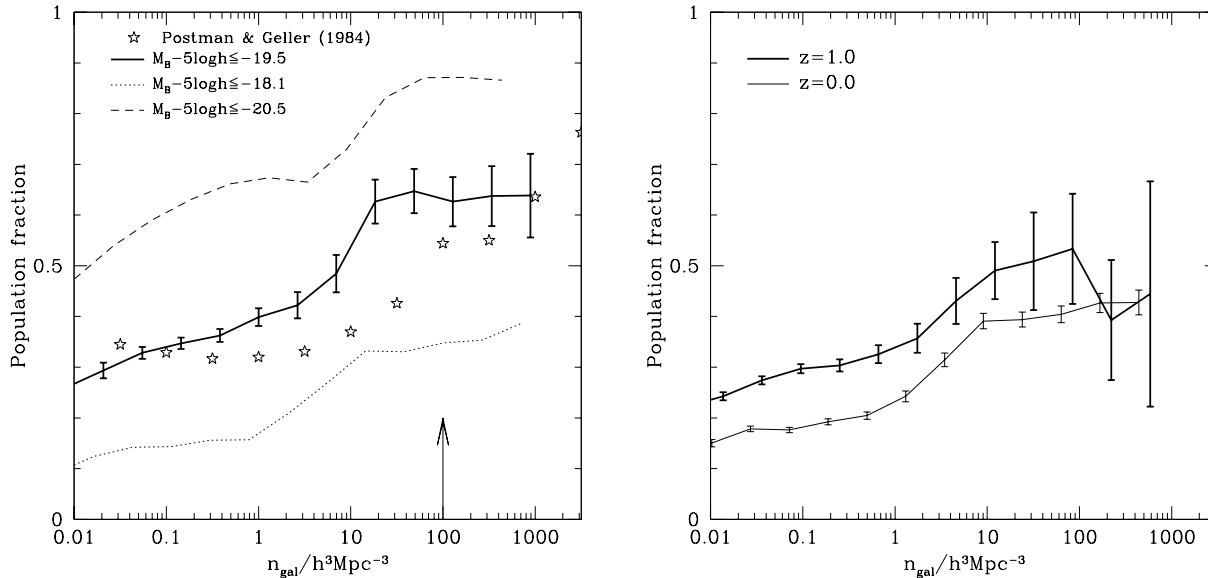 1
☆ Postman & Geller (1984)
M_B−5logh≦−19.5
M_B−5logh≦−18.1
M_B−5logh≦−20.5
Population fraction
0.5
0
0.01 0.1 1 10 100 1000
n_gal/h³Mpc⁻³
1
z=1.0
z=0.0
Population fraction
0.5
0
0.01 0.1 1 10 100 1000
n_gal/h³Mpc⁻³